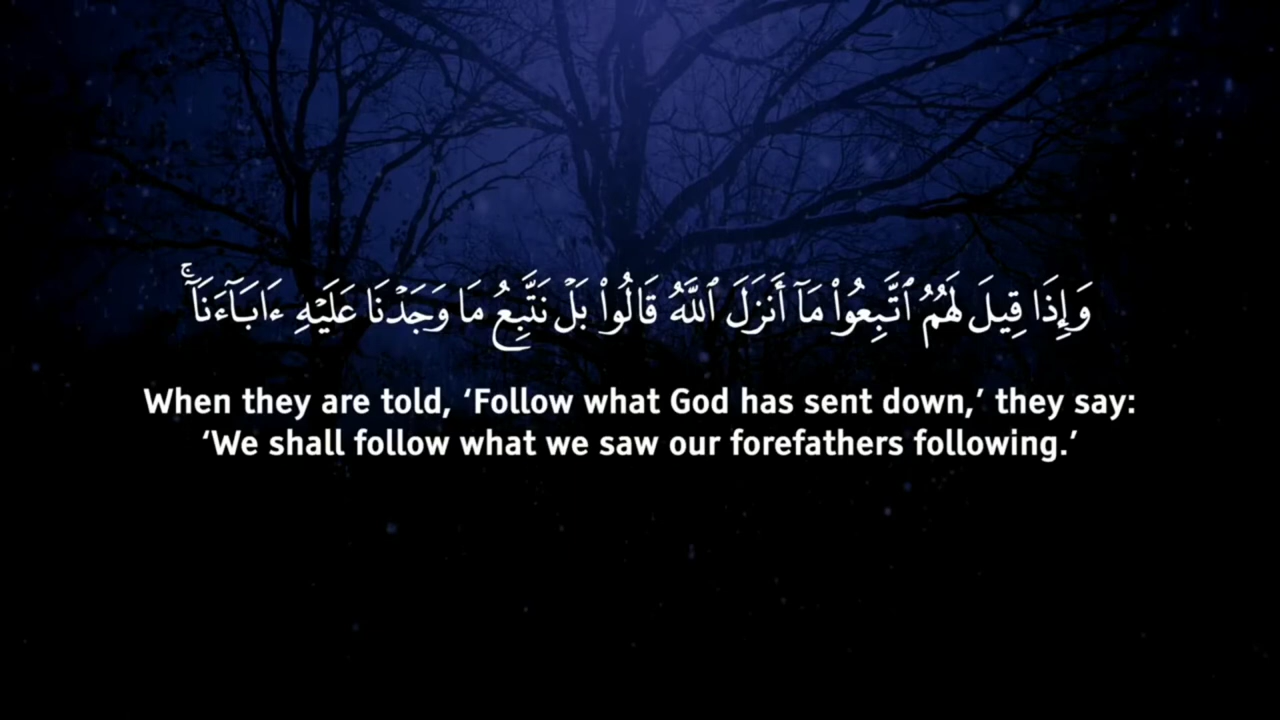 وَإِذَا قِيلَ لَهُمُ ٱتَّبِعُوا۟ مَآ أَنزَلَ ٱللَّهُ قَالُوا۟ بَلْ نَتَّبِعُ مَا وَجَدْنَا عَلَيْهِ ءَابَآءَنَآ ۚ
When they are told, ‘Follow what God has sent down,’ they say:
‘We shall follow what we saw our forefathers following.’